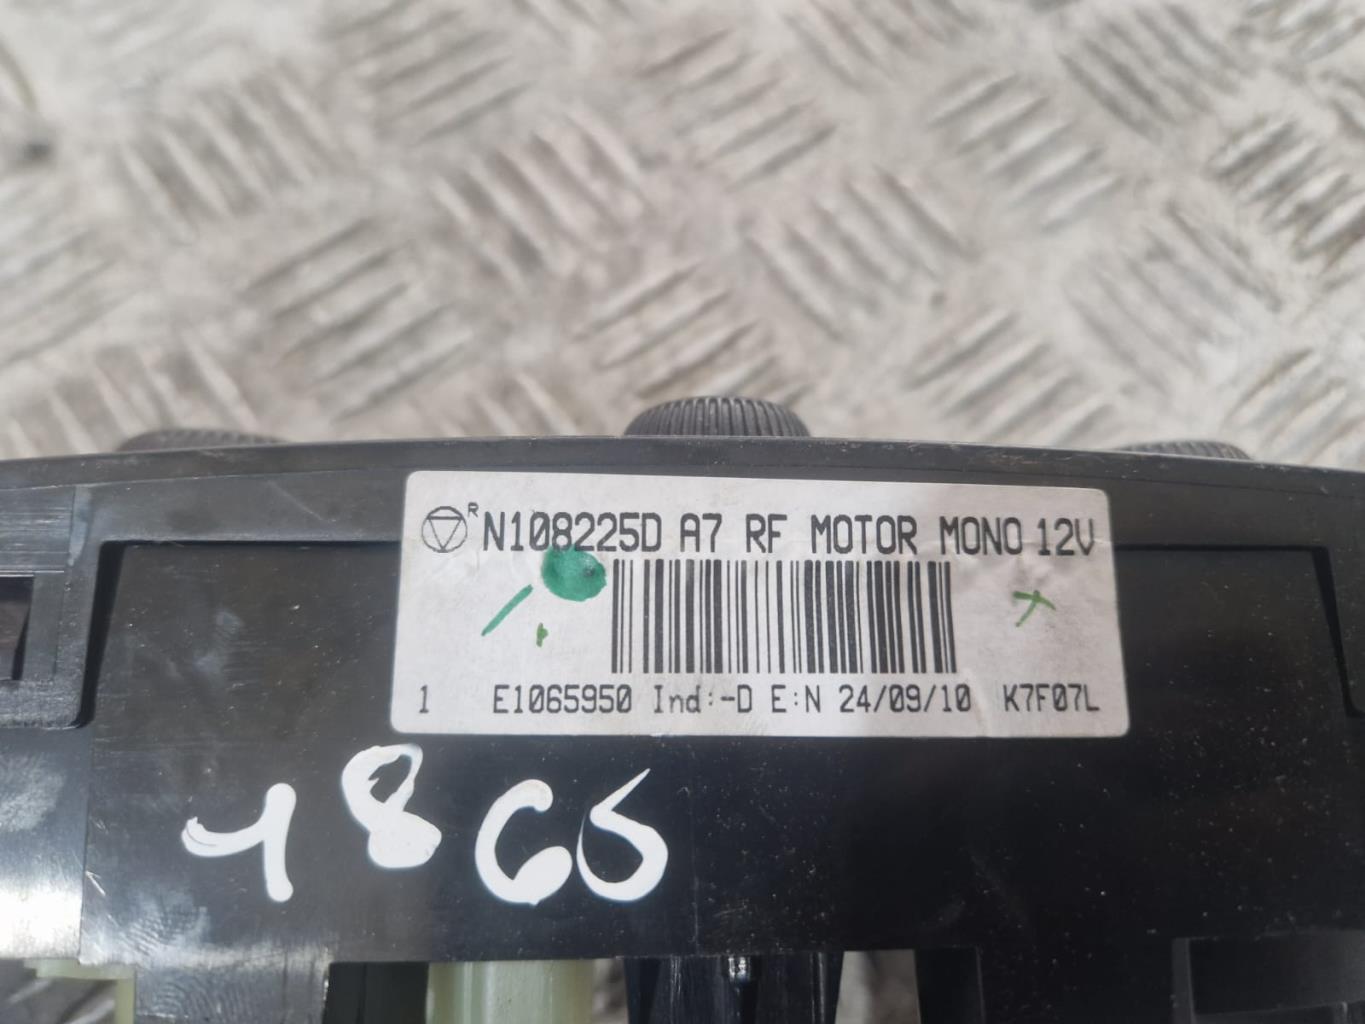 R N108225D A7 RF MOTOR MONO 12V
1 E1065950 Ind:-D E:N 24/09/10 K7F07L
1865